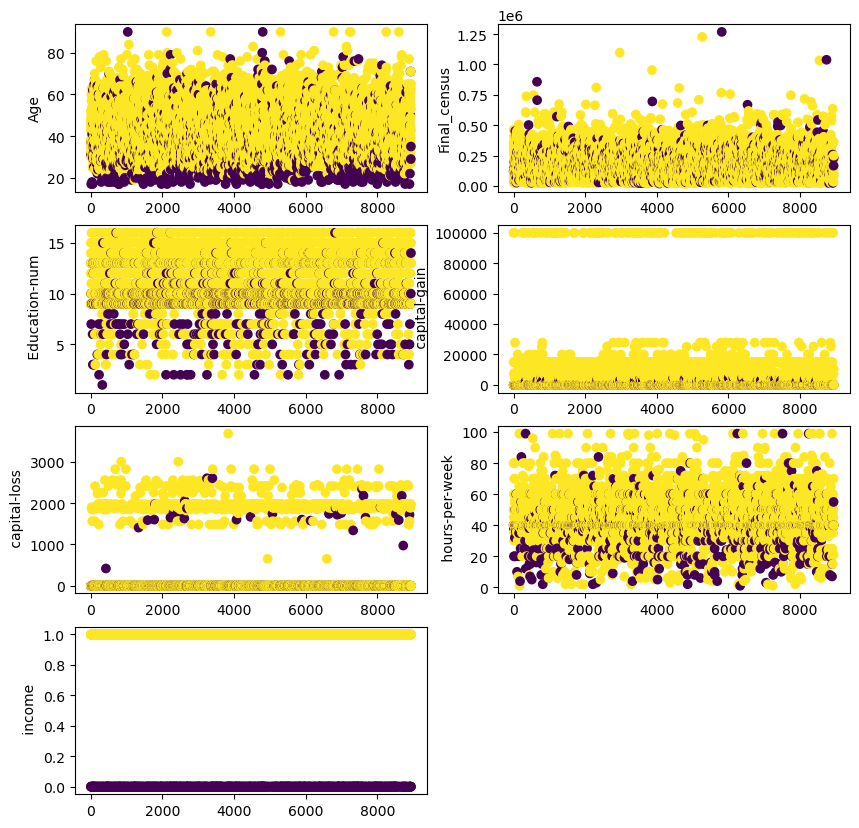 Age
80
60
40
20
0 2000 4000 6000 8000
1e6
Final_census
1.25
1.00
0.75
0.50
0.25
0.00
0 2000 4000 6000 8000
Education-num
15
10
5
0 2000 4000 6000 8000
capital-gain
100000
80000
60000
40000
20000
0
0 2000 4000 6000 8000
capital-loss
3000
2000
1000
0
0 2000 4000 6000 8000
hours-per-week
100
80
60
40
20
0
0 2000 4000 6000 8000
income
1.0
0.8
0.6
0.4
0.2
0.0
0 2000 4000 6000 8000